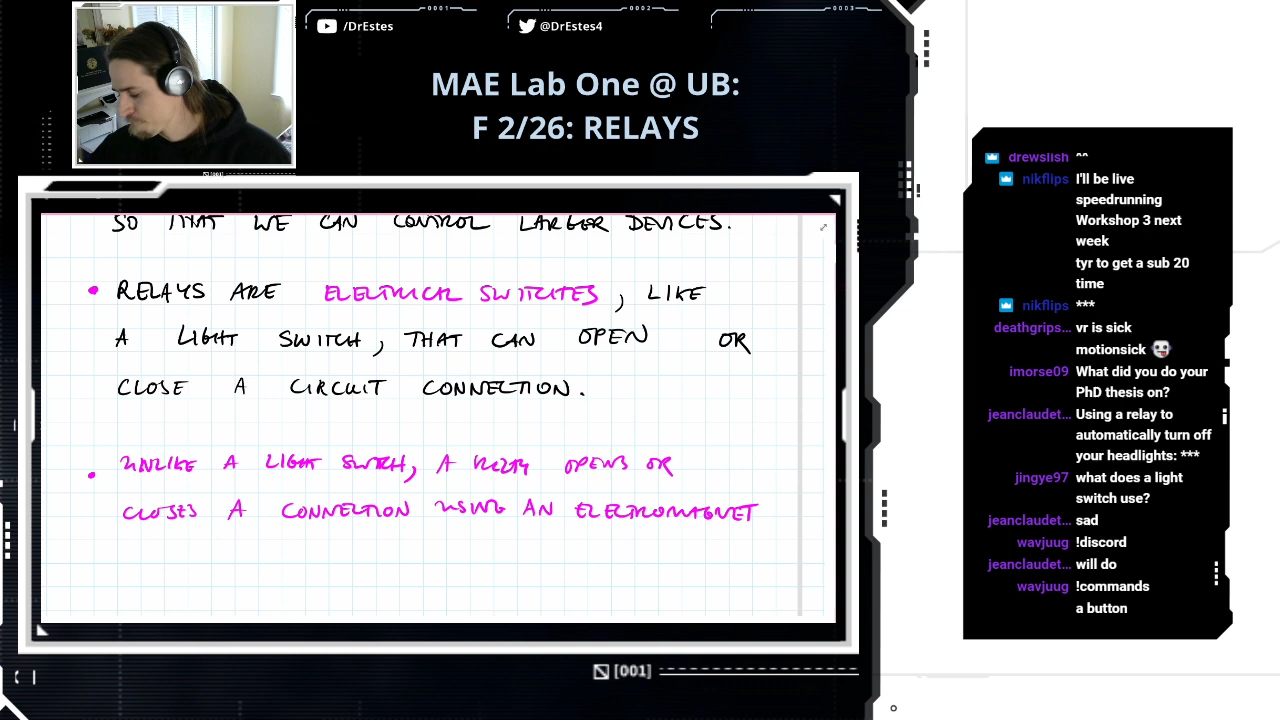 0001
0002
0003
/DrEstes
@DrEstes4
MAE Lab One @ UB:
F 2/26: RELAYS
[001]
SO THAT WE CAN CONTROL LARGER DEVICES.
• RELAYS ARE ELECTRICAL SWITCHES, LIKE
A LIGHT SWITCH, THAT CAN OPEN OR
CLOSE A CIRCUIT CONNECTION.
• UNLIKE A LIGHT SWITCH, A RELAY OPENS OR
CLOSES A CONNECTION USING AN ELECTROMAGNET
[001]
drewslish ^^
nikflips I'll be live
speedrunning
Workshop 3 next
week
tyr to get a sub 20
time
nikflips ***
deathgrips... vr is sick
motionsick
imorse09 What did you do your
PhD thesis on?
jeanclaudet... Using a relay to
automatically turn off
your headlights: ***
jingye97 what does a light
switch use?
jeanclaudet... sad
wavjuug !discord
jeanclaudet... will do
wavjuug !commands
a button